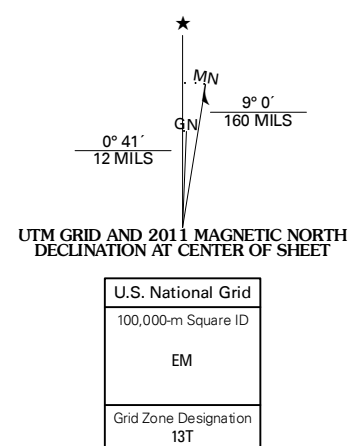 ★
MN
GN
9° 0´
160 MILS
0° 41´
12 MILS
UTM GRID AND 2011 MAGNETIC NORTH
DECLINATION AT CENTER OF SHEET
U.S. National Grid
100,000-m Square ID
EM
Grid Zone Designation
13T